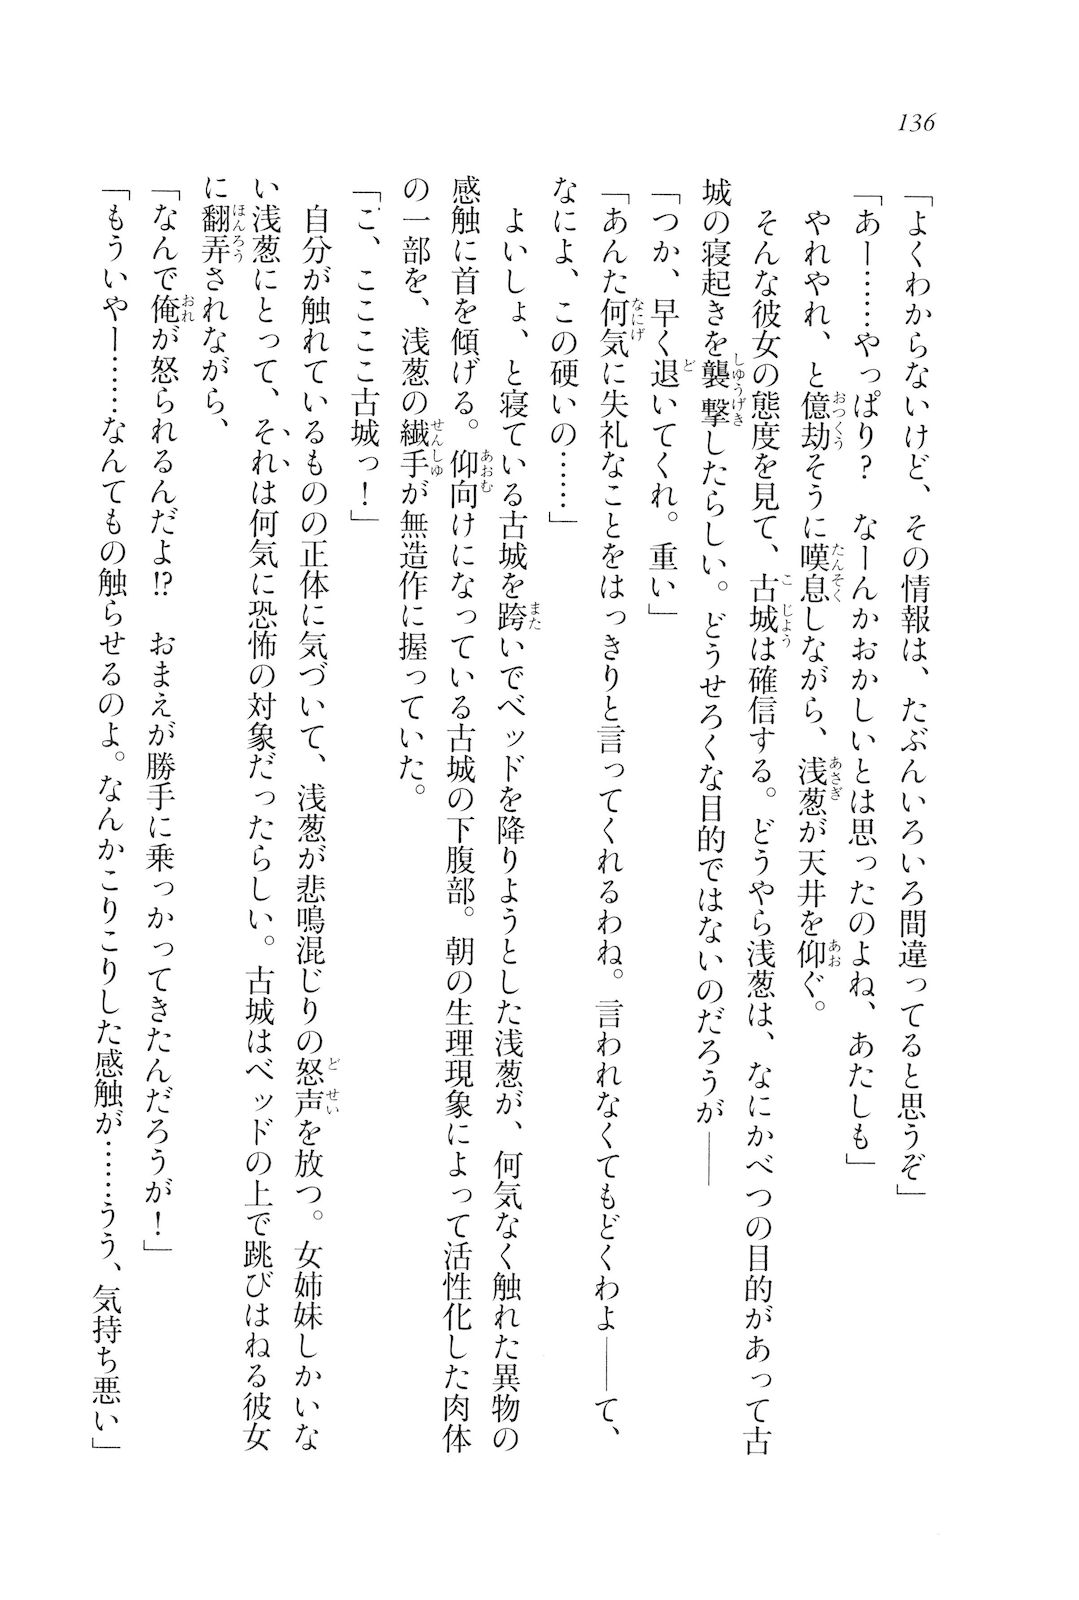 136
「よくわからないけど、その情報は、たぶんいろいろ間違ってると思うぞ」
「あー……やっぱり？　なーんかおかしいとは思ったのよね、あたしも」
やれやれ、と億劫そうに嘆息しながら、浅葱が天井を仰ぐ。
そんな彼女の態度を見て、古城は確信する。どうやら浅葱は、なにかべつの目的があって古
城の寝起きを襲撃したらしい。どうせろくな目的ではないのだろうが――
「つか、早く退いてくれ。重い」
「あんた何気に失礼なことをはっきりと言ってくれるわね。言われなくてもどくわよ――て、
なによ、この硬いの……」
よいしょ、と寝ている古城を跨いでベッドを降りようとした浅葱が、何気なく触れた異物の
感触に首を傾げる。仰向けになっている古城の下腹部。朝の生理現象によって活性化した肉体
の一部を、浅葱の繊手が無造作に握っていた。
「こ、こここ古城っ！」
自分が触れているものの正体に気づいて、浅葱が悲鳴混じりの怒声を放つ。女姉妹しかいな
い浅葱にとって、それは何気に恐怖の対象だったらしい。古城はベッドの上で跳びはねる彼女
に翻弄されながら、
「なんで俺が怒られるんだよ!?　おまえが勝手に乗っかってきたんだろうが！」
「もういやー……なんてもの触らせるのよ。なんかこりこりした感触が……うう、気持ち悪い」